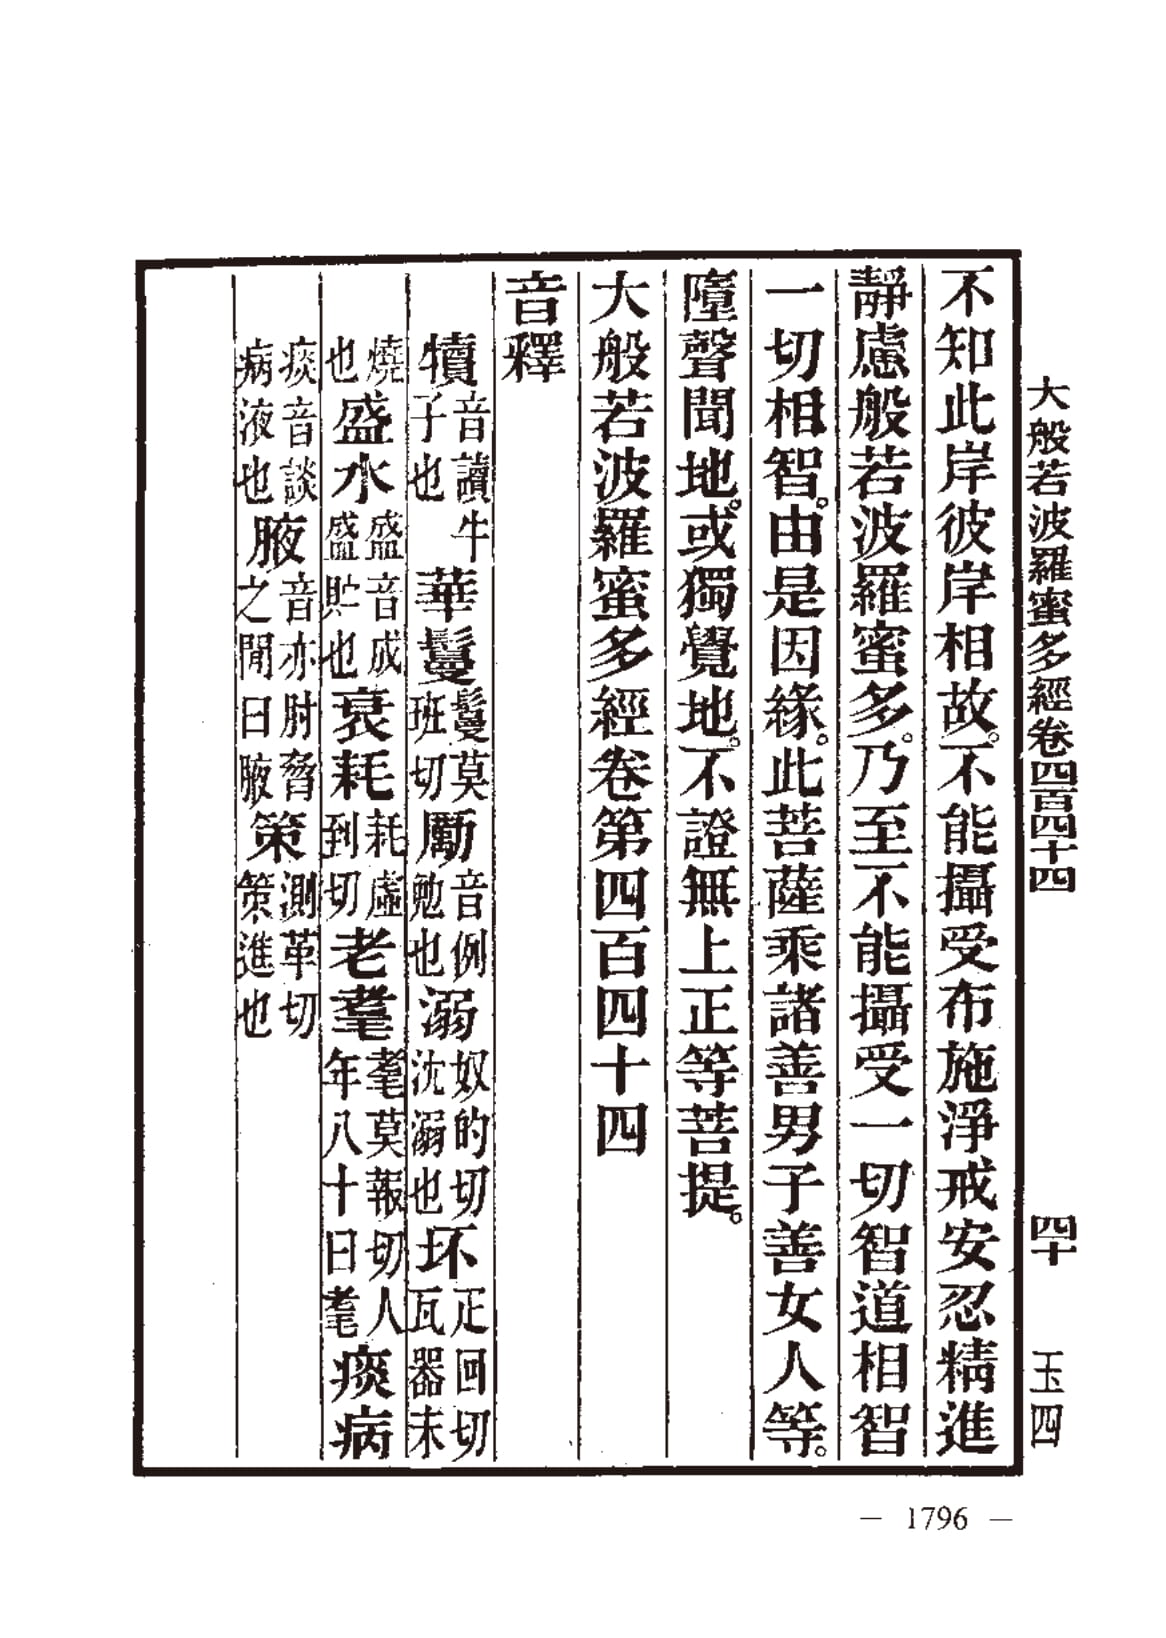 大般若波羅蜜多經卷四百四十四 四十 玉四
不知此岸彼岸相故。不能攝受布施淨戒安忍精進
靜慮般若波羅蜜多。乃至不能攝受一切智道相智
一切相智。由是因緣。此菩薩乘諸善男子善女人等。
墮聲聞地。或獨覺地。不證無上正等菩提。
大般若波羅蜜多經卷第四百四十四
音釋
犢音讀牛子也 華鬘鬘莫班切 勵音例勉也 溺奴的切沈溺也 坏正回切瓦器未
燒也 盛水盛音成盛貯也 衰耗耗虛到切 老耄耄莫報切人年八十曰耄 痰病
痰音談病液也 腋音亦肘脅之閒曰腋 策測革切策進也
— 1796 —